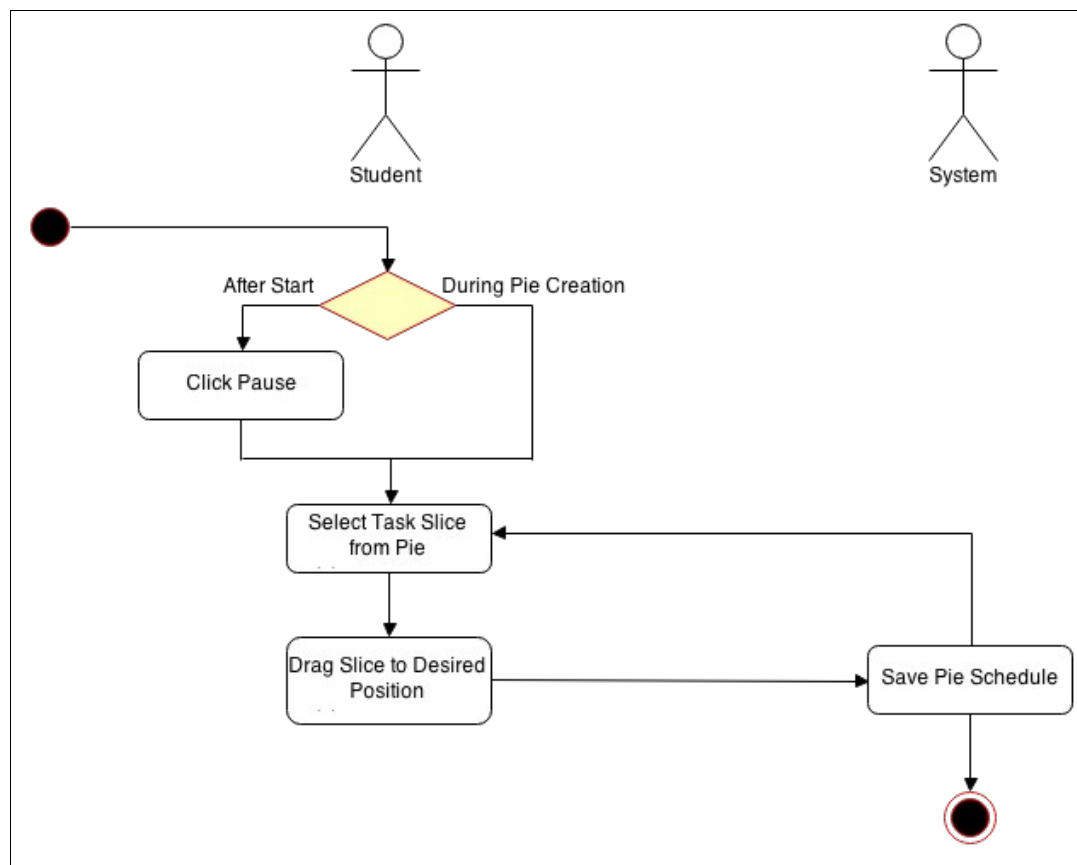 Student
System
After Start
During Pie Creation
Click Pause
Select Task Slice
from Pie
Drag Slice to Desired
Position
Save Pie Schedule